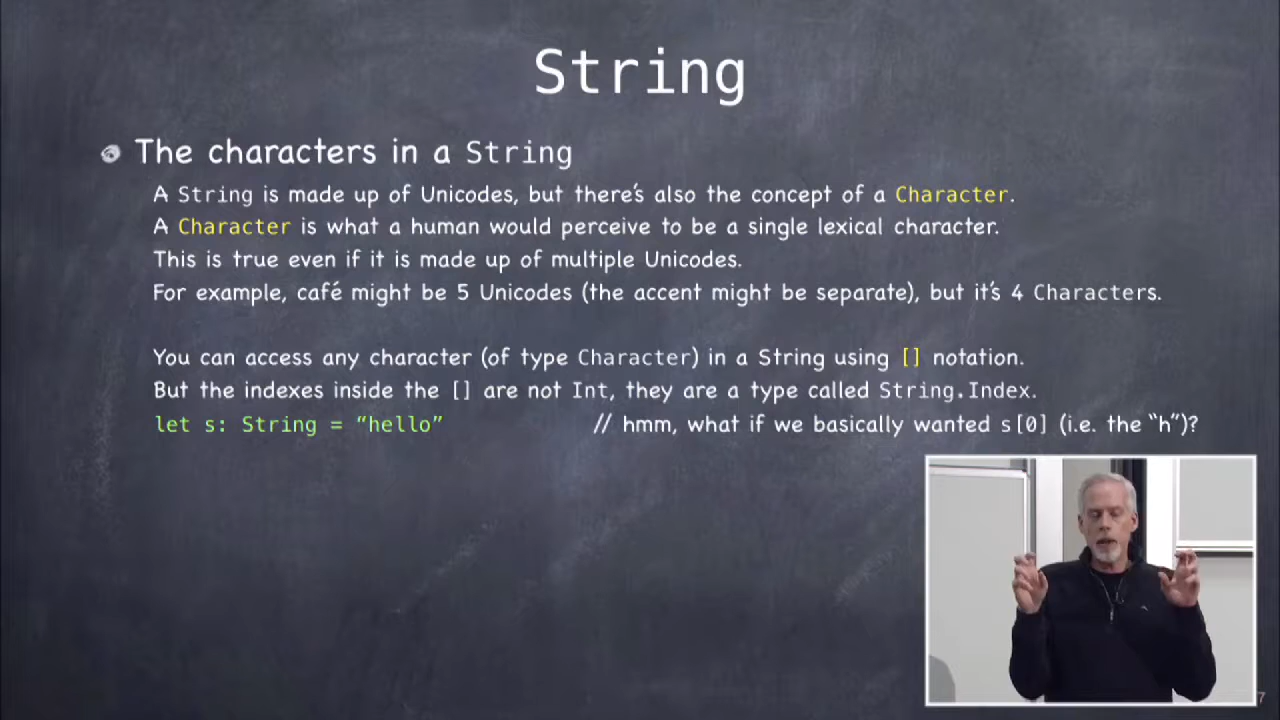 String
The characters in a String
A String is made up of Unicodes, but there's also the concept of a Character.
A Character is what a human would perceive to be a single lexical character.
This is true even if it is made up of multiple Unicodes.
For example, café might be 5 Unicodes (the accent might be separate), but it's 4 Characters.
You can access any character (of type Character) in a String using [] notation.
But the indexes inside the [] are not Int, they are a type called String.Index.
let s: String = “hello” // hmm, what if we basically wanted s[0] (i.e. the “h”)?